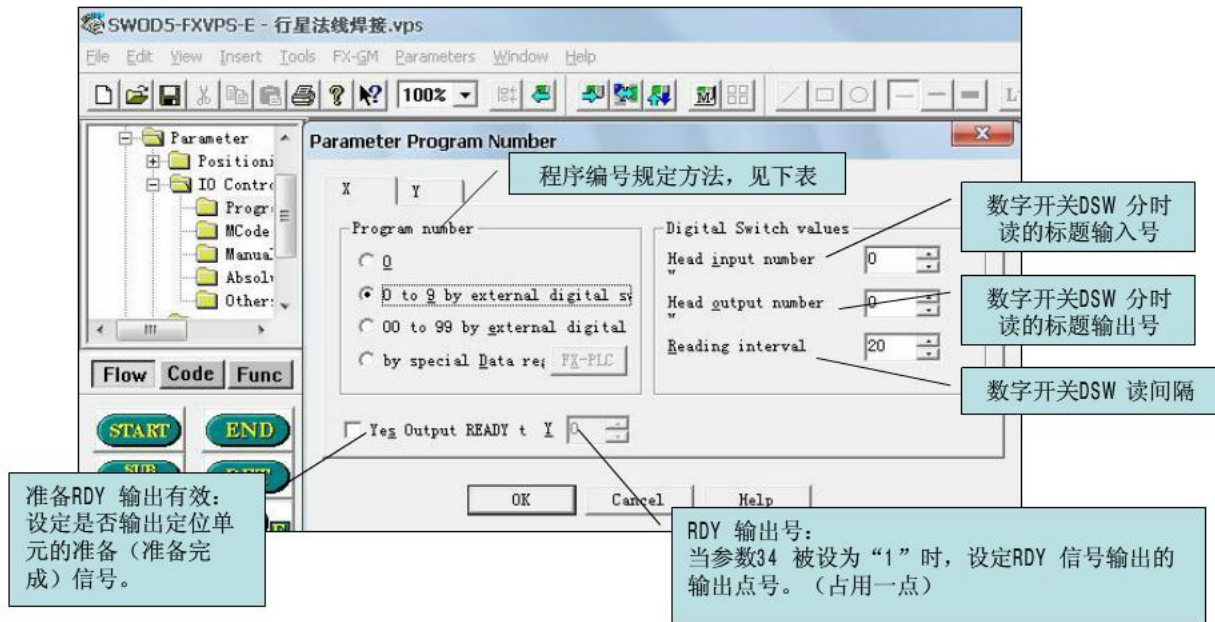 SWOD5-FXVPS-E - 行星法线焊接.vps
File Edit View Insert Tools FX-GM Parameters Window Help
100%
Parameter
Positioni
IO Contro
Progr
MCode
Manua
Absol
Other
Flow Code Func
START END
SUB RET
Parameter Program Number
X Y
程序编号规定方法，见下表
Program number
0
0 to 9 by external digital sw
00 to 99 by external digital
by special Data reg FX-PLC
Digital Switch values
Head input number 0
Head output number 0
Reading interval 20
数字开关DSW 分时
读的标题输入号
数字开关DSW 分时
读的标题输出号
数字开关DSW 读间隔
Yes Output READY t Y 0
OK Cancel Help
准备RDY 输出有效：
设定是否输出定位单
元的准备（准备完
成）信号。
RDY 输出号：
当参数34 被设为“1”时，设定RDY 信号输出的
输出点号。（占用一点）